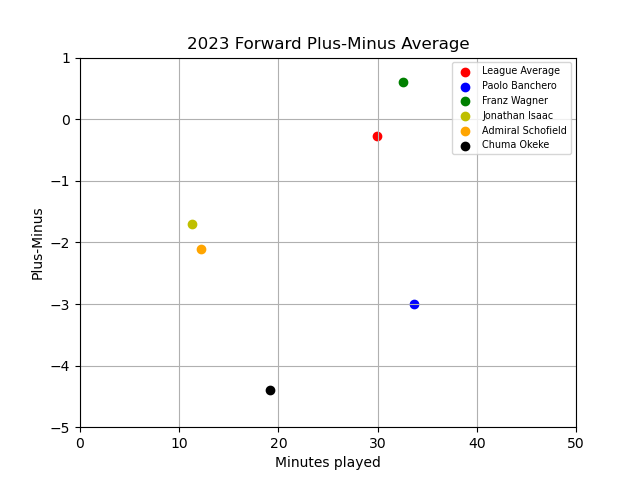 2023 Forward Plus-Minus Average
League Average
Paolo Banchero
Franz Wagner
Jonathan Isaac
Admiral Schofield
Chuma Okeke
1
0
−1
−2
−3
−4
−5
Plus-Minus
0 10 20 30 40 50
Minutes played